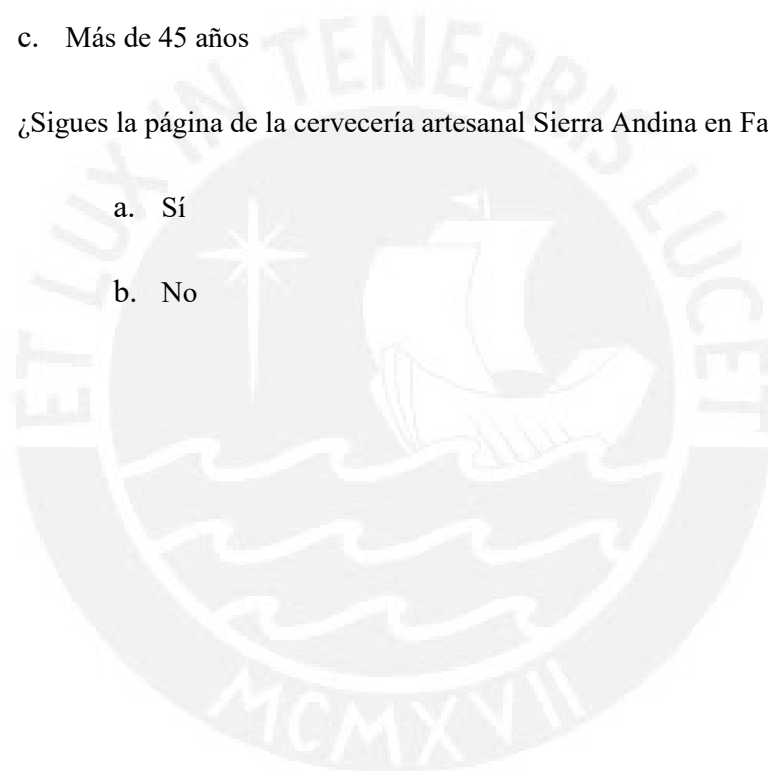 c. Más de 45 años
¿Sigues la página de la cervecería artesanal Sierra Andina en Fa
a. Sí
b. No
ET LUX IN TENEBRIS LUCET
MCMXVII